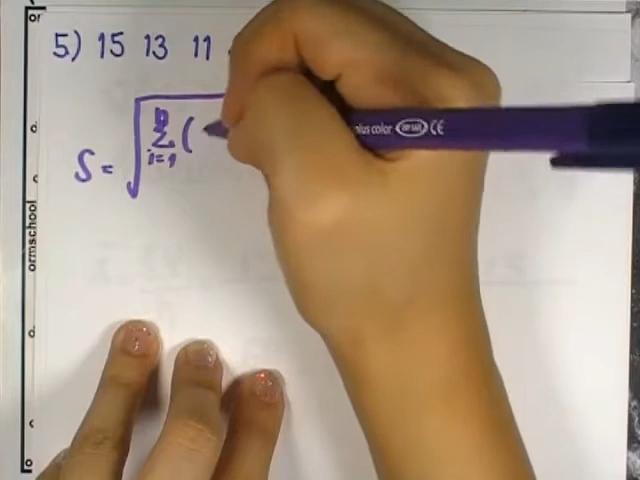 5) 15 13 11
S = √ n Σ i=1 (
plus color CE
ormschool